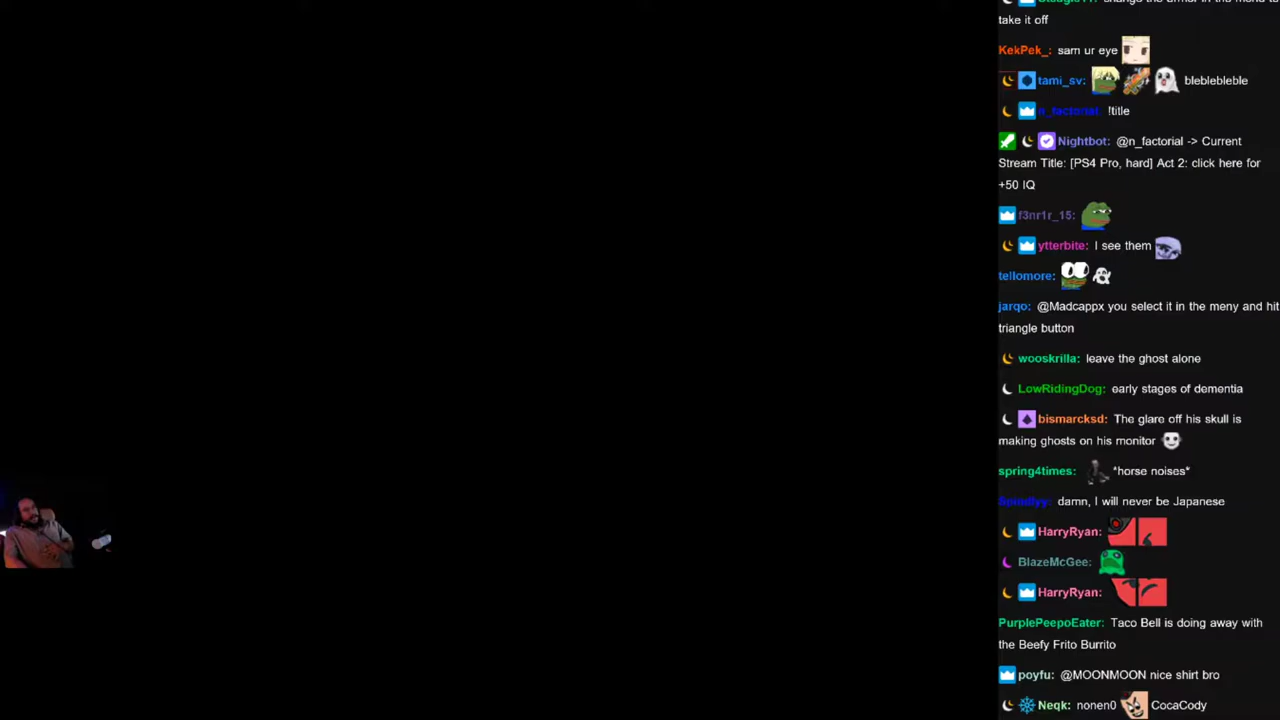 take it off
KekPek_: sam ur eye
tami_sv: blebleblebIe
n_factorial: !title
Nightbot: @n_factorial -> Current
Stream Title: [PS4 Pro, hard] Act 2: click here for
+50 IQ
f3nr1r_15:
ytterbite: I see them
tellomore:
jarqo: @Madcappx you select it in the meny and hit
triangle button
wooskrilla: leave the ghost alone
LowRidingDog: early stages of dementia
bismarcksd: The glare off his skull is
making ghosts on his monitor
spring4times: *horse noises*
damn, I will never be Japanese
HarryRyan:
BlazeMcGee:
HarryRyan:
PurplePeepoEater: Taco Bell is doing away with
the Beefy Frito Burrito
poyfu: @MOONMOON nice shirt bro
Neqk: nonen0 CocaCody